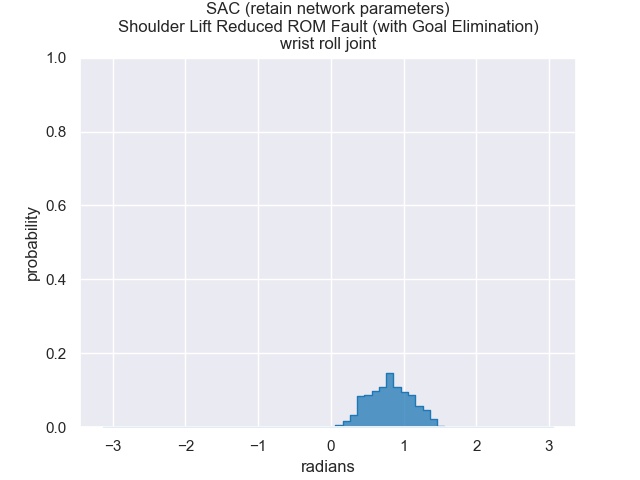 SAC (retain network parameters)
Shoulder Lift Reduced ROM Fault (with Goal Elimination)
wrist roll joint
1.0
0.8
0.6
0.4
0.2
0.0
probability
−3 −2 −1 0 1 2 3
radians